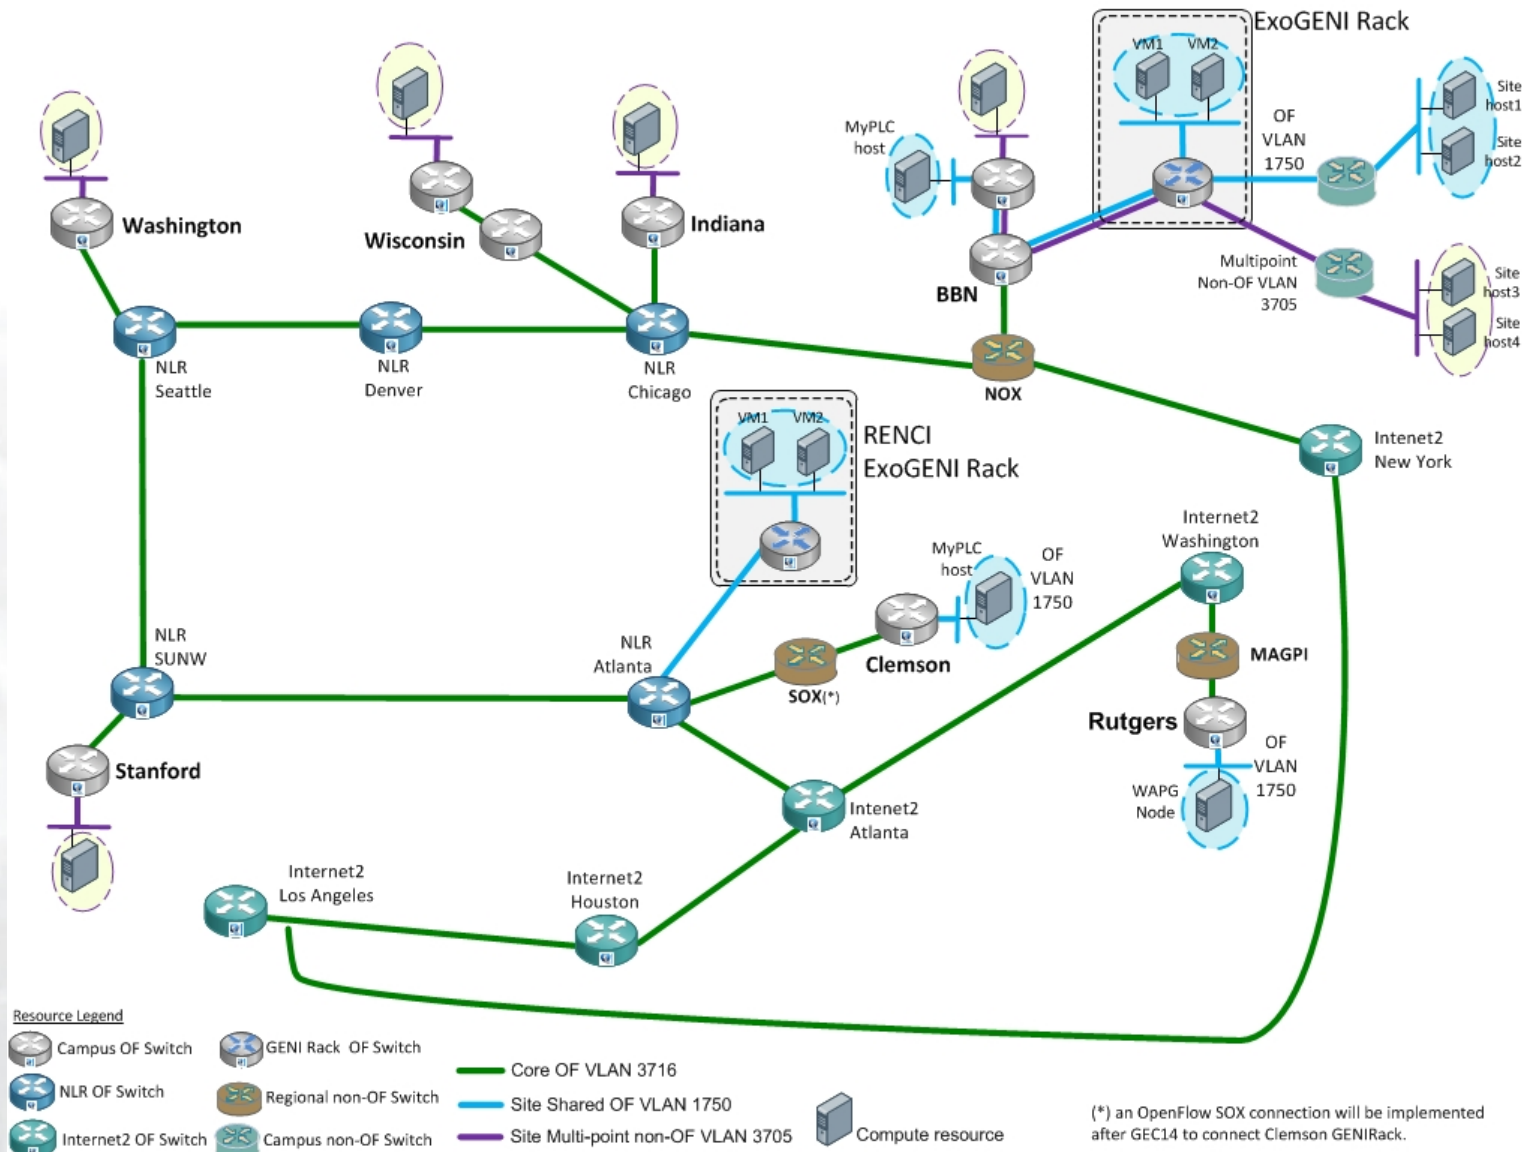 ExoGENI Rack
VM1
VM2
OF
VLAN
1750
Site
host1
Site
host2
MyPLC
host
Washington
Wisconsin
Indiana
BBN
Multipoint
Non-OF VLAN
3705
Site
host3
Site
host4
NLR
Seattle
NLR
Denver
NLR
Chicago
NOX
VM1
VM2
RENCI
ExoGENI Rack
Intenet2
New York
Internet2
Washington
MyPLC
host
OF
VLAN
1750
NLR
SUNW
NLR
Atlanta
SOX(*)
Clemson
MAGPI
Rutgers
OF
VLAN
1750
WAPG
Node
Stanford
Intenet2
Atlanta
Internet2
Los Angeles
Internet2
Houston
Resource Legend
Campus OF Switch
GENI Rack OF Switch
NLR OF Switch
Regional non-OF Switch
Internet2 OF Switch
Campus non-OF Switch
Core OF VLAN 3716
Site Shared OF VLAN 1750
Site Multi-point non-OF VLAN 3705
Compute resource
(*) an OpenFlow SOX connection will be implemented
after GEC14 to connect Clemson GENIRack.